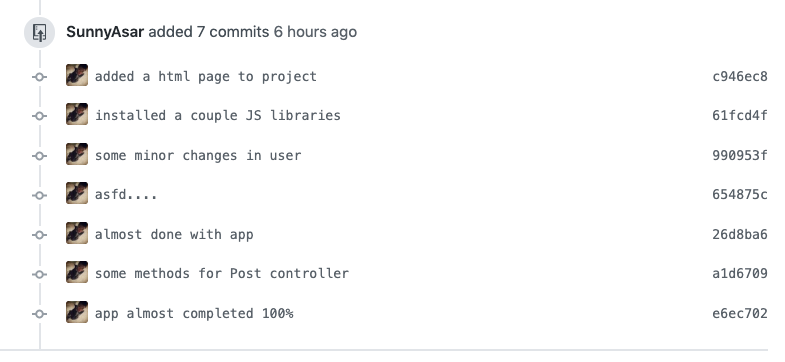 SunnyAsar added 7 commits 6 hours ago
added a html page to project c946ec8
installed a couple JS libraries 61fcd4f
some minor changes in user 990953f
asfd.... 654875c
almost done with app 26d8ba6
some methods for Post controller a1d6709
app almost completed 100% e6ec702